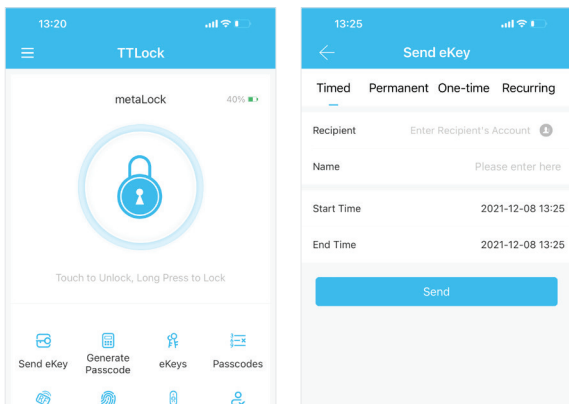 13:20
TTLock
metaLock
40%
Touch to Unlock, Long Press to Lock
Send eKey
Generate
Passcode
eKeys
Passcodes
13:25
Send eKey
Timed Permanent One-time Recurring
Recipient Enter Recipient's Account
Name Please enter here
Start Time 2021-12-08 13:25
End Time 2021-12-08 13:25
Send